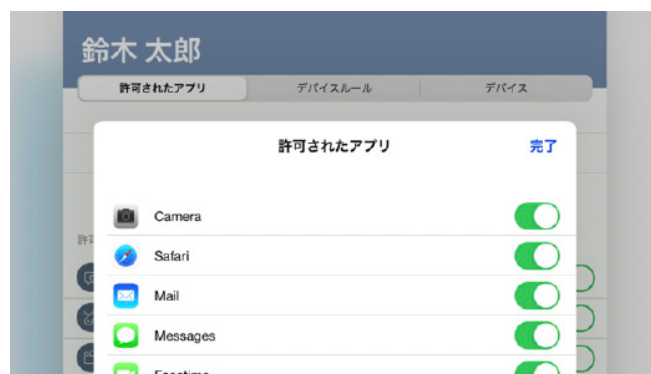 鈴木 太郎
許可されたアプリ デバイスルール デバイス
許可されたアプリ 完了
Camera
Safari
Mail
Messages
Facetime